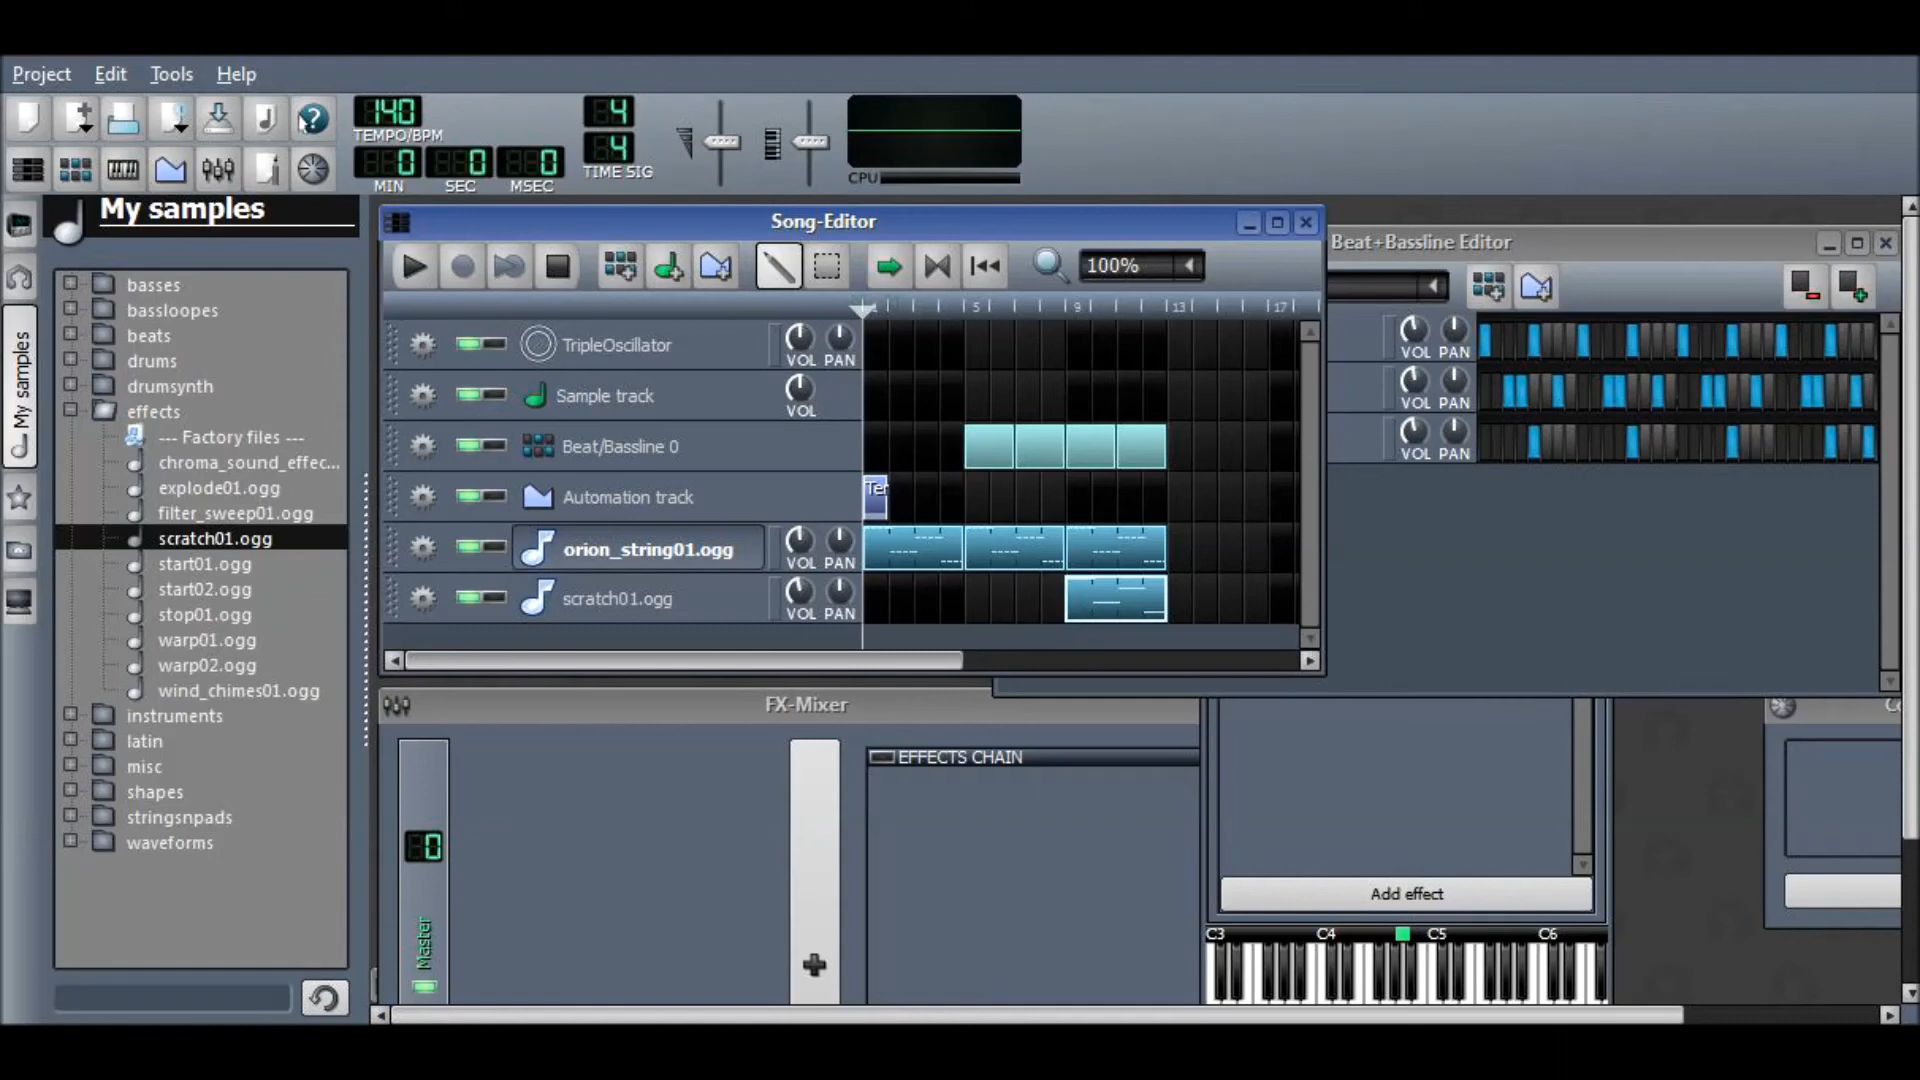 Project Edit Tools Help
140
TEMPO/BPM
4
4
TIME SIG
0 0 0
MIN SEC MSEC
CPU
My samples
My samples
basses
bassloopes
beats
drums
drumsynth
effects
--- Factory files ---
chroma_sound_effec...
explode01.ogg
filter_sweep01.ogg
scratch01.ogg
start01.ogg
start02.ogg
stop01.ogg
warp01.ogg
warp02.ogg
wind_chimes01.ogg
instruments
latin
misc
shapes
stringsnpads
waveforms
Song-Editor
100%
1 5 9 13 17
TripleOscillator VOL PAN
Sample track VOL
Beat/Bassline 0
Automation track
orion_string01.ogg VOL PAN
scratch01.ogg VOL PAN
Beat+Bassline Editor
VOL PAN
VOL PAN
VOL PAN
FX-Mixer
0
Master
EFFECTS CHAIN
Add effect
C3 C4 C5 C6